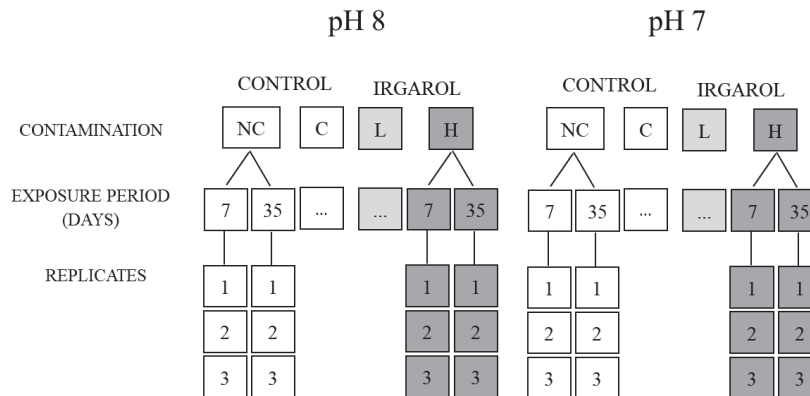 pH 8 pH 7
CONTROL IRGAROL CONTROL IRGAROL
CONTAMINATION NC C L H NC C L H
EXPOSURE PERIOD 7 35 ... ... 7 35 7 35 ... ... 7 35
(DAYS)
REPLICATES 1 1 1 1 1 1 1 1
2 2 2 2 2 2 2 2
3 3 3 3 3 3 3 3